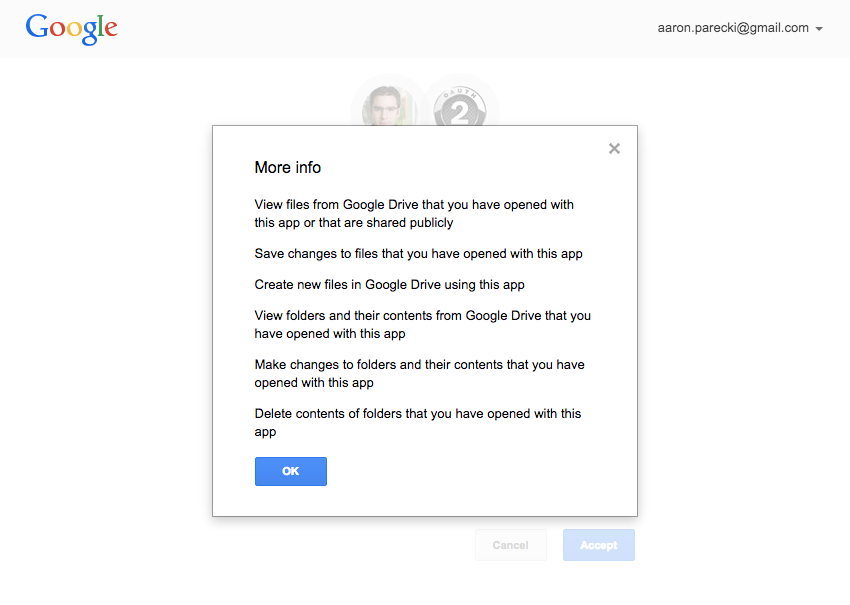 Google
aaron.parecki@gmail.com
OAUTH
2
More info
View files from Google Drive that you have opened with
this app or that are shared publicly
Save changes to files that you have opened with this app
Create new files in Google Drive using this app
View folders and their contents from Google Drive that you
have opened with this app
Make changes to folders and their contents that you have
opened with this app
Delete contents of folders that you have opened with this
app
OK
Cancel
Accept